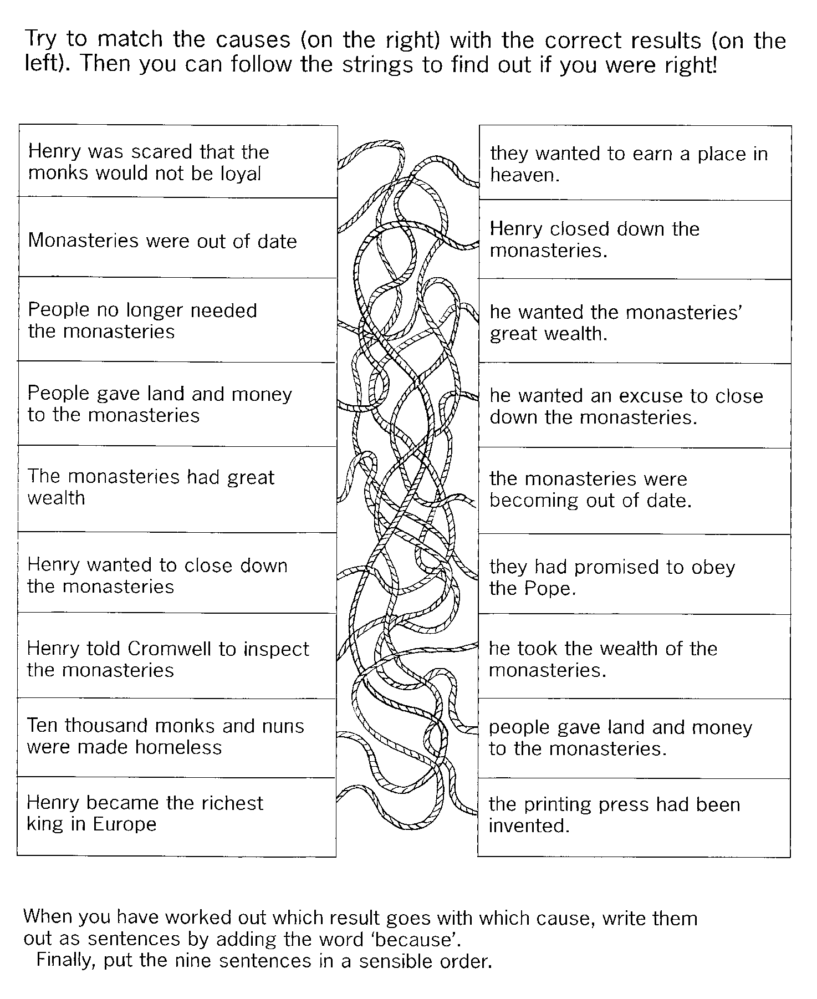 Try to match the causes (on the right) with the correct results (on the
left). Then you can follow the strings to find out if you were right!
Henry was scared that the
monks would not be loyal
Monasteries were out of date
People no longer needed
the monasteries
People gave land and money
to the monasteries
The monasteries had great
wealth
Henry wanted to close down
the monasteries
Henry told Cromwell to inspect
the monasteries
Ten thousand monks and nuns
were made homeless
Henry became the richest
king in Europe
they wanted to earn a place in
heaven.
Henry closed down the
monasteries.
he wanted the monasteries’
great wealth.
he wanted an excuse to close
down the monasteries.
the monasteries were
becoming out of date.
they had promised to obey
the Pope.
he took the wealth of the
monasteries.
people gave land and money
to the monasteries.
the printing press had been
invented.
When you have worked out which result goes with which cause, write them
out as sentences by adding the word ‘because’.
Finally, put the nine sentences in a sensible order.